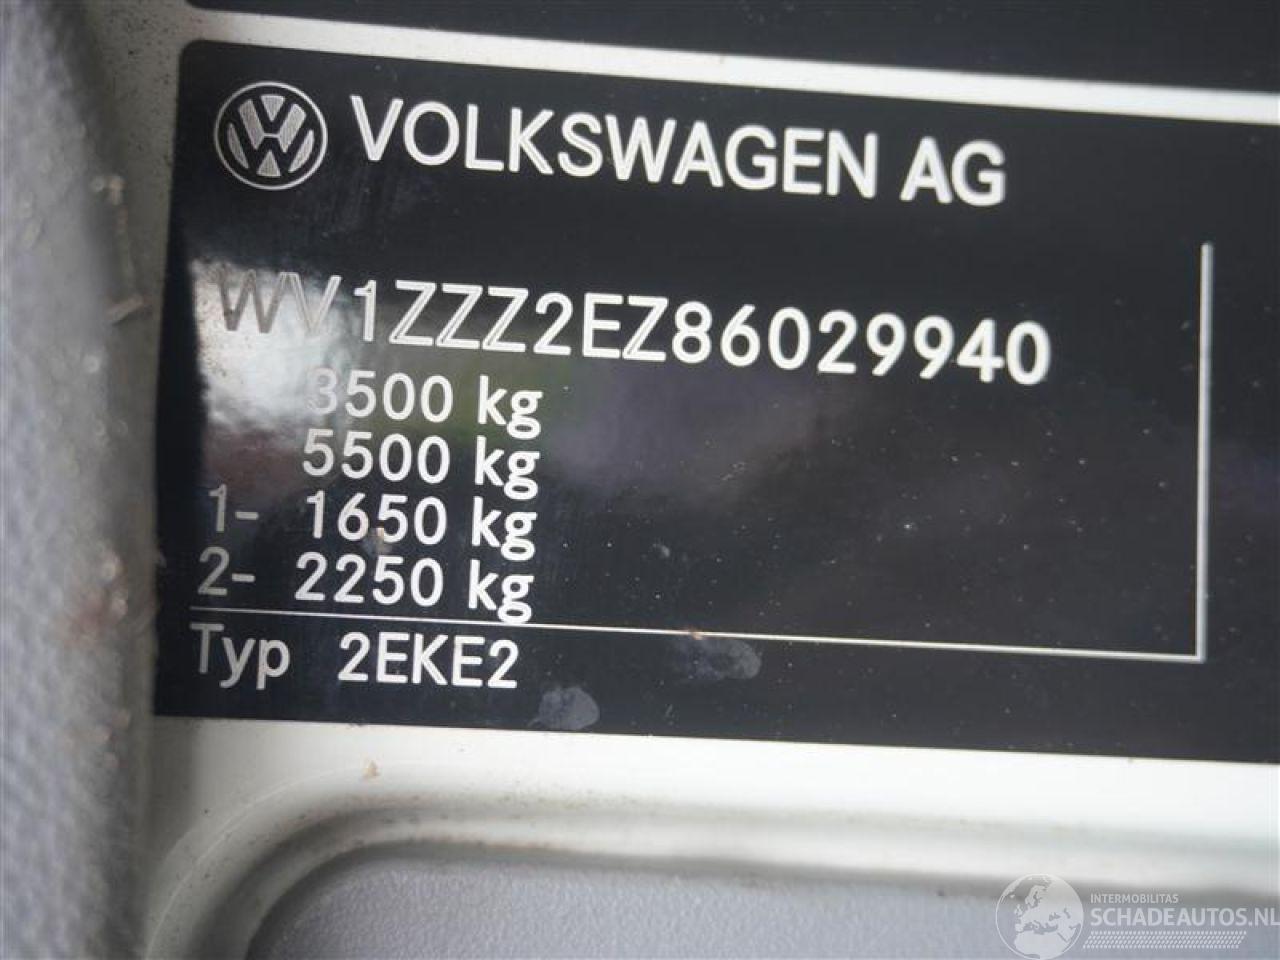 VOLKSWAGEN AG
WV1ZZZ2EZ86029940
3500 kg
5500 kg
1- 1650 kg
2- 2250 kg
Typ 2EKE2
INTERMOBILITAS
SCHADEAUTOS.NL